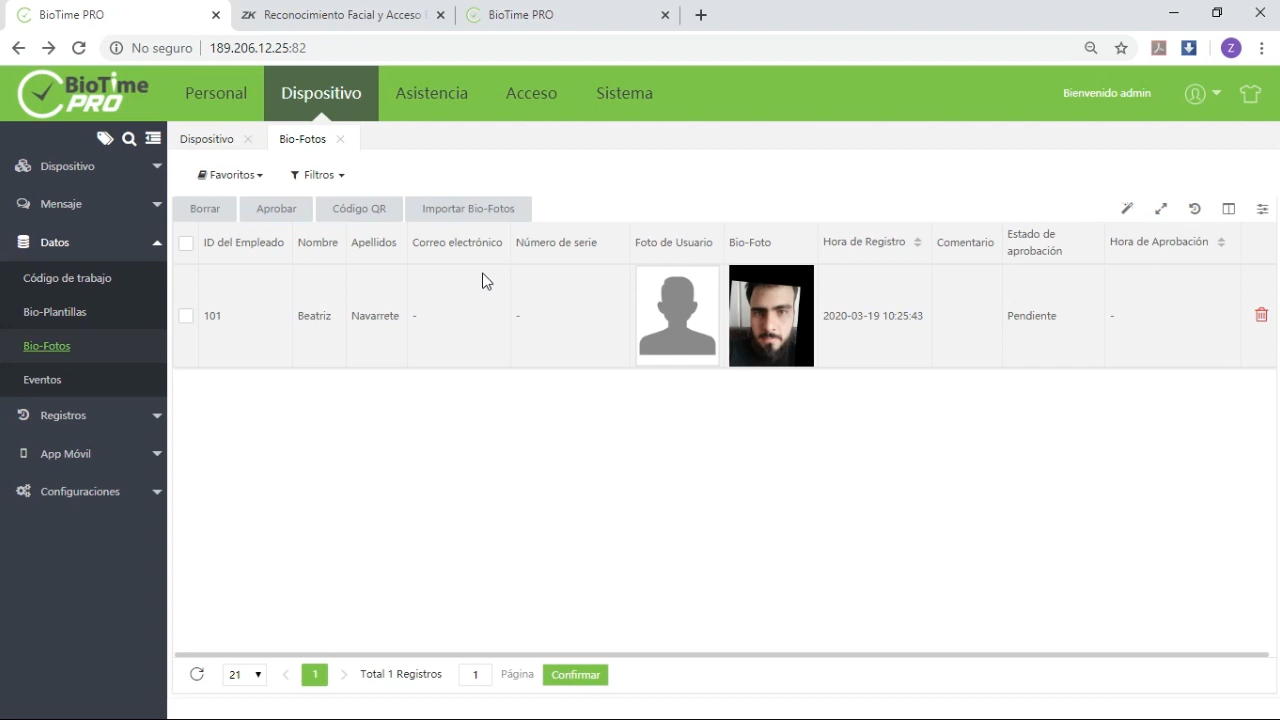 BioTime PRO
ZK Reconocimiento Facial y Acceso
BioTime PRO
No seguro 189.206.12.25:82
Z
BioTime PRO
Personal Dispositivo Asistencia Acceso Sistema
Bienvenido admin
Dispositivo Bio-Fotos
Favoritos Filtros
Borrar Aprobar Código QR Importar Bio-Fotos
Dispositivo
Mensaje
Datos
Código de trabajo
Bio-Plantillas
Bio-Fotos
Eventos
Registros
App Móvil
Configuraciones
ID del Empleado Nombre Apellidos Correo electrónico Número de serie Foto de Usuario Bio-Foto Hora de Registro Comentario Estado de aprobación Hora de Aprobación
101 Beatriz Navarrete - - 2020-03-19 10:25:43 Pendiente -
21 1 Total 1 Registros 1 Página Confirmar